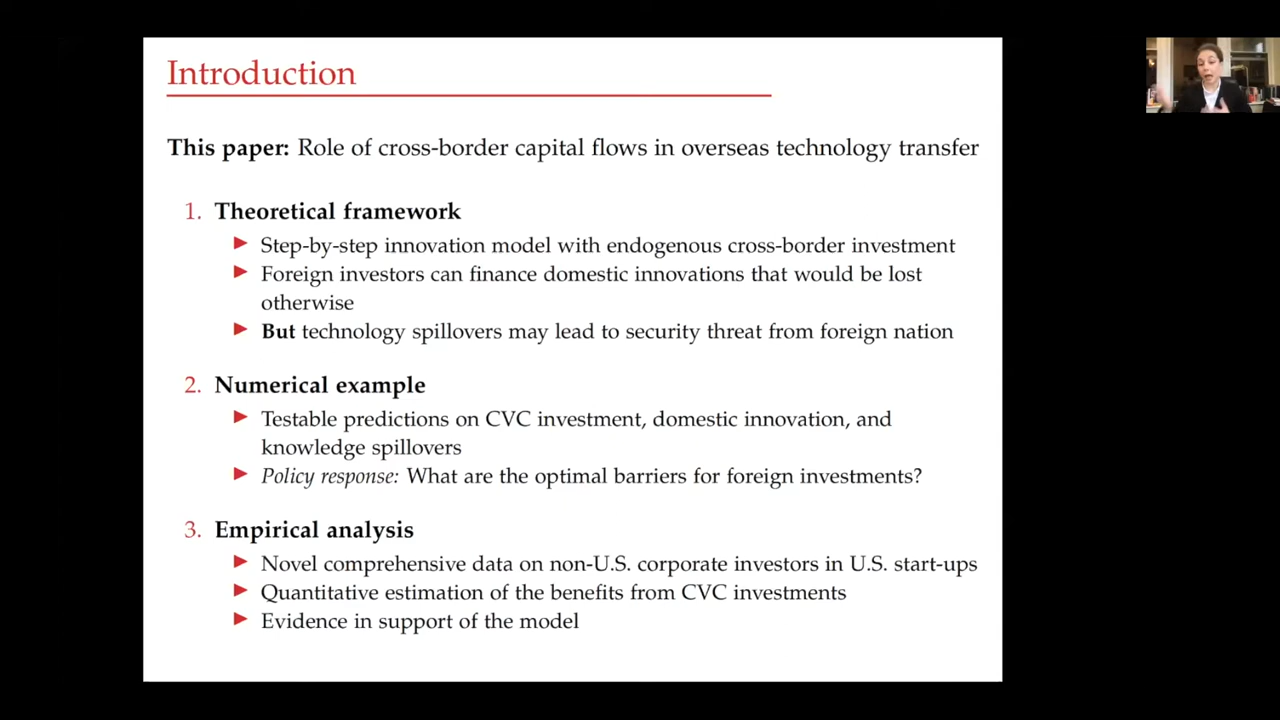 Introduction
This paper: Role of cross-border capital flows in overseas technology transfer
1. Theoretical framework
▶ Step-by-step innovation model with endogenous cross-border investment
▶ Foreign investors can finance domestic innovations that would be lost
otherwise
▶ But technology spillovers may lead to security threat from foreign nation
2. Numerical example
▶ Testable predictions on CVC investment, domestic innovation, and
knowledge spillovers
▶ Policy response: What are the optimal barriers for foreign investments?
3. Empirical analysis
▶ Novel comprehensive data on non-U.S. corporate investors in U.S. start-ups
▶ Quantitative estimation of the benefits from CVC investments
▶ Evidence in support of the model